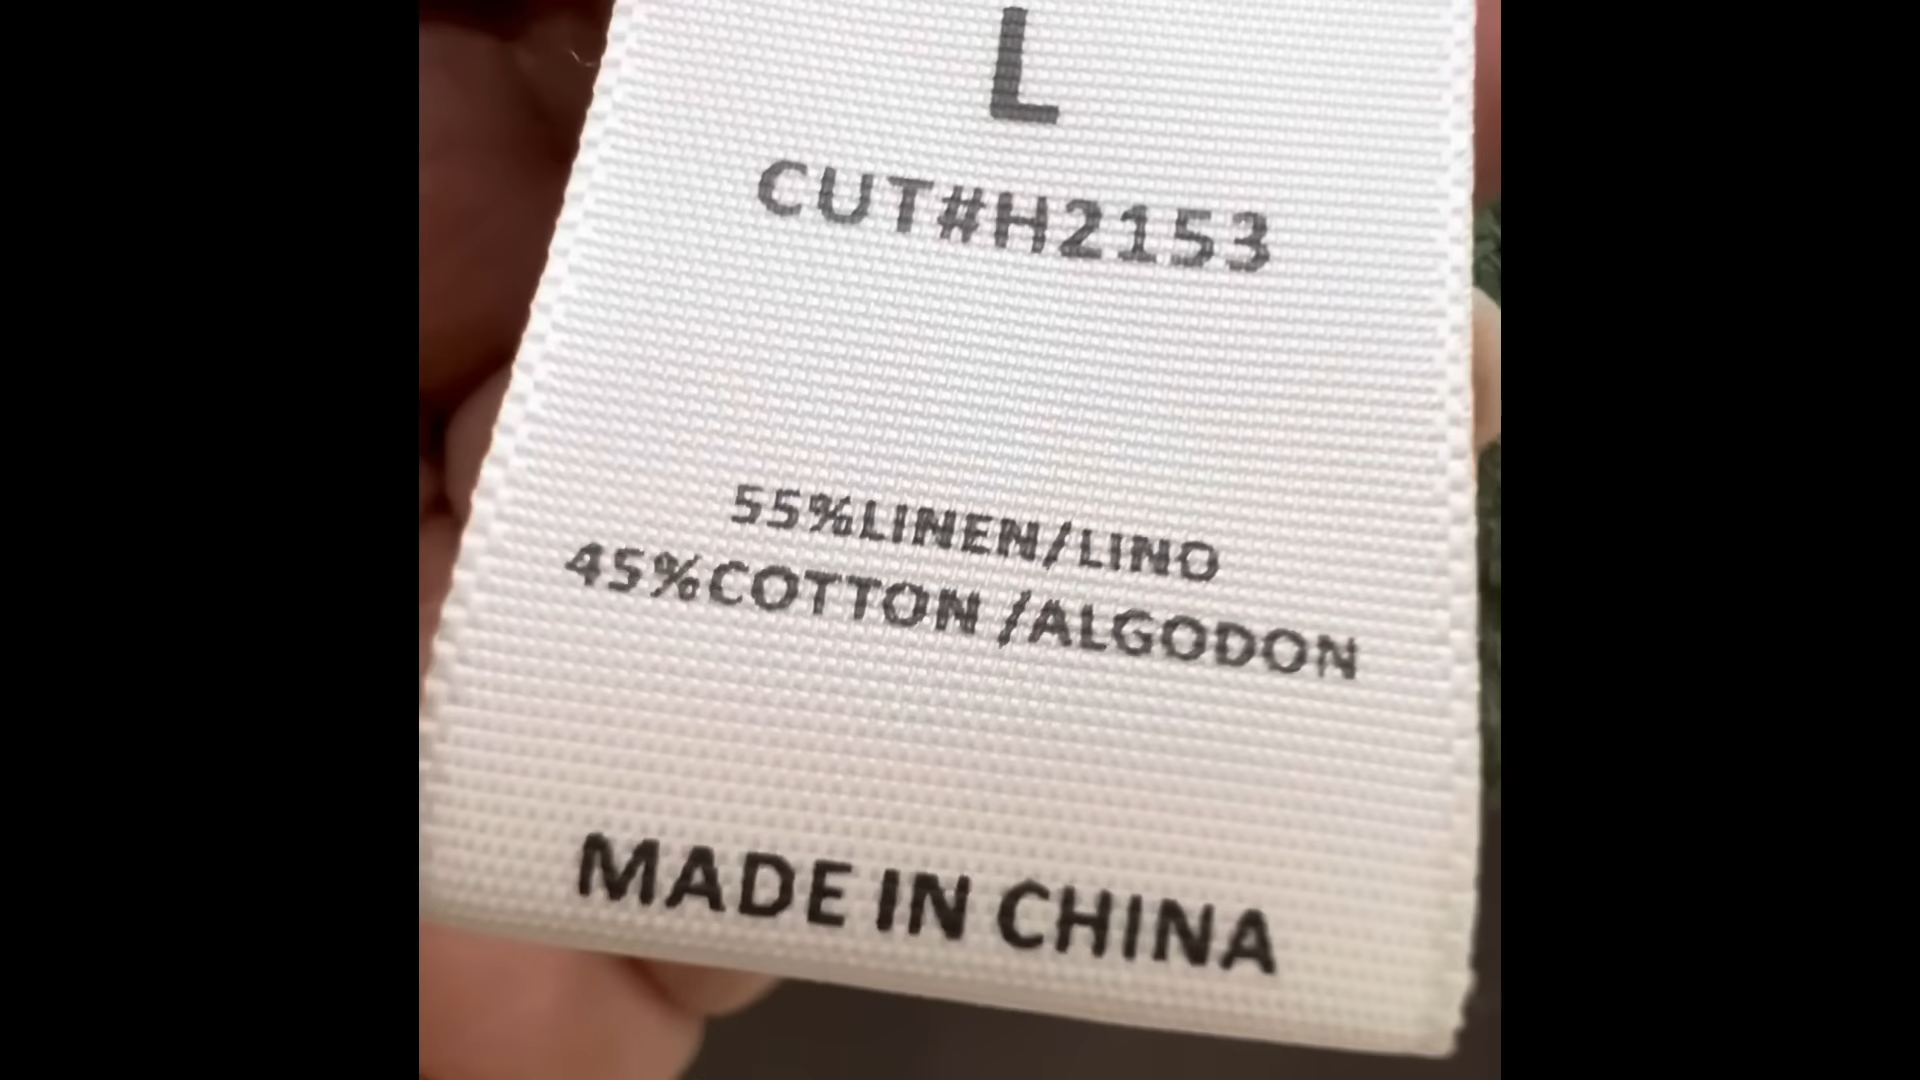 L
CUT#H2153
55%LINEN/LINO
45%COTTON /ALGODON
MADE IN CHINA